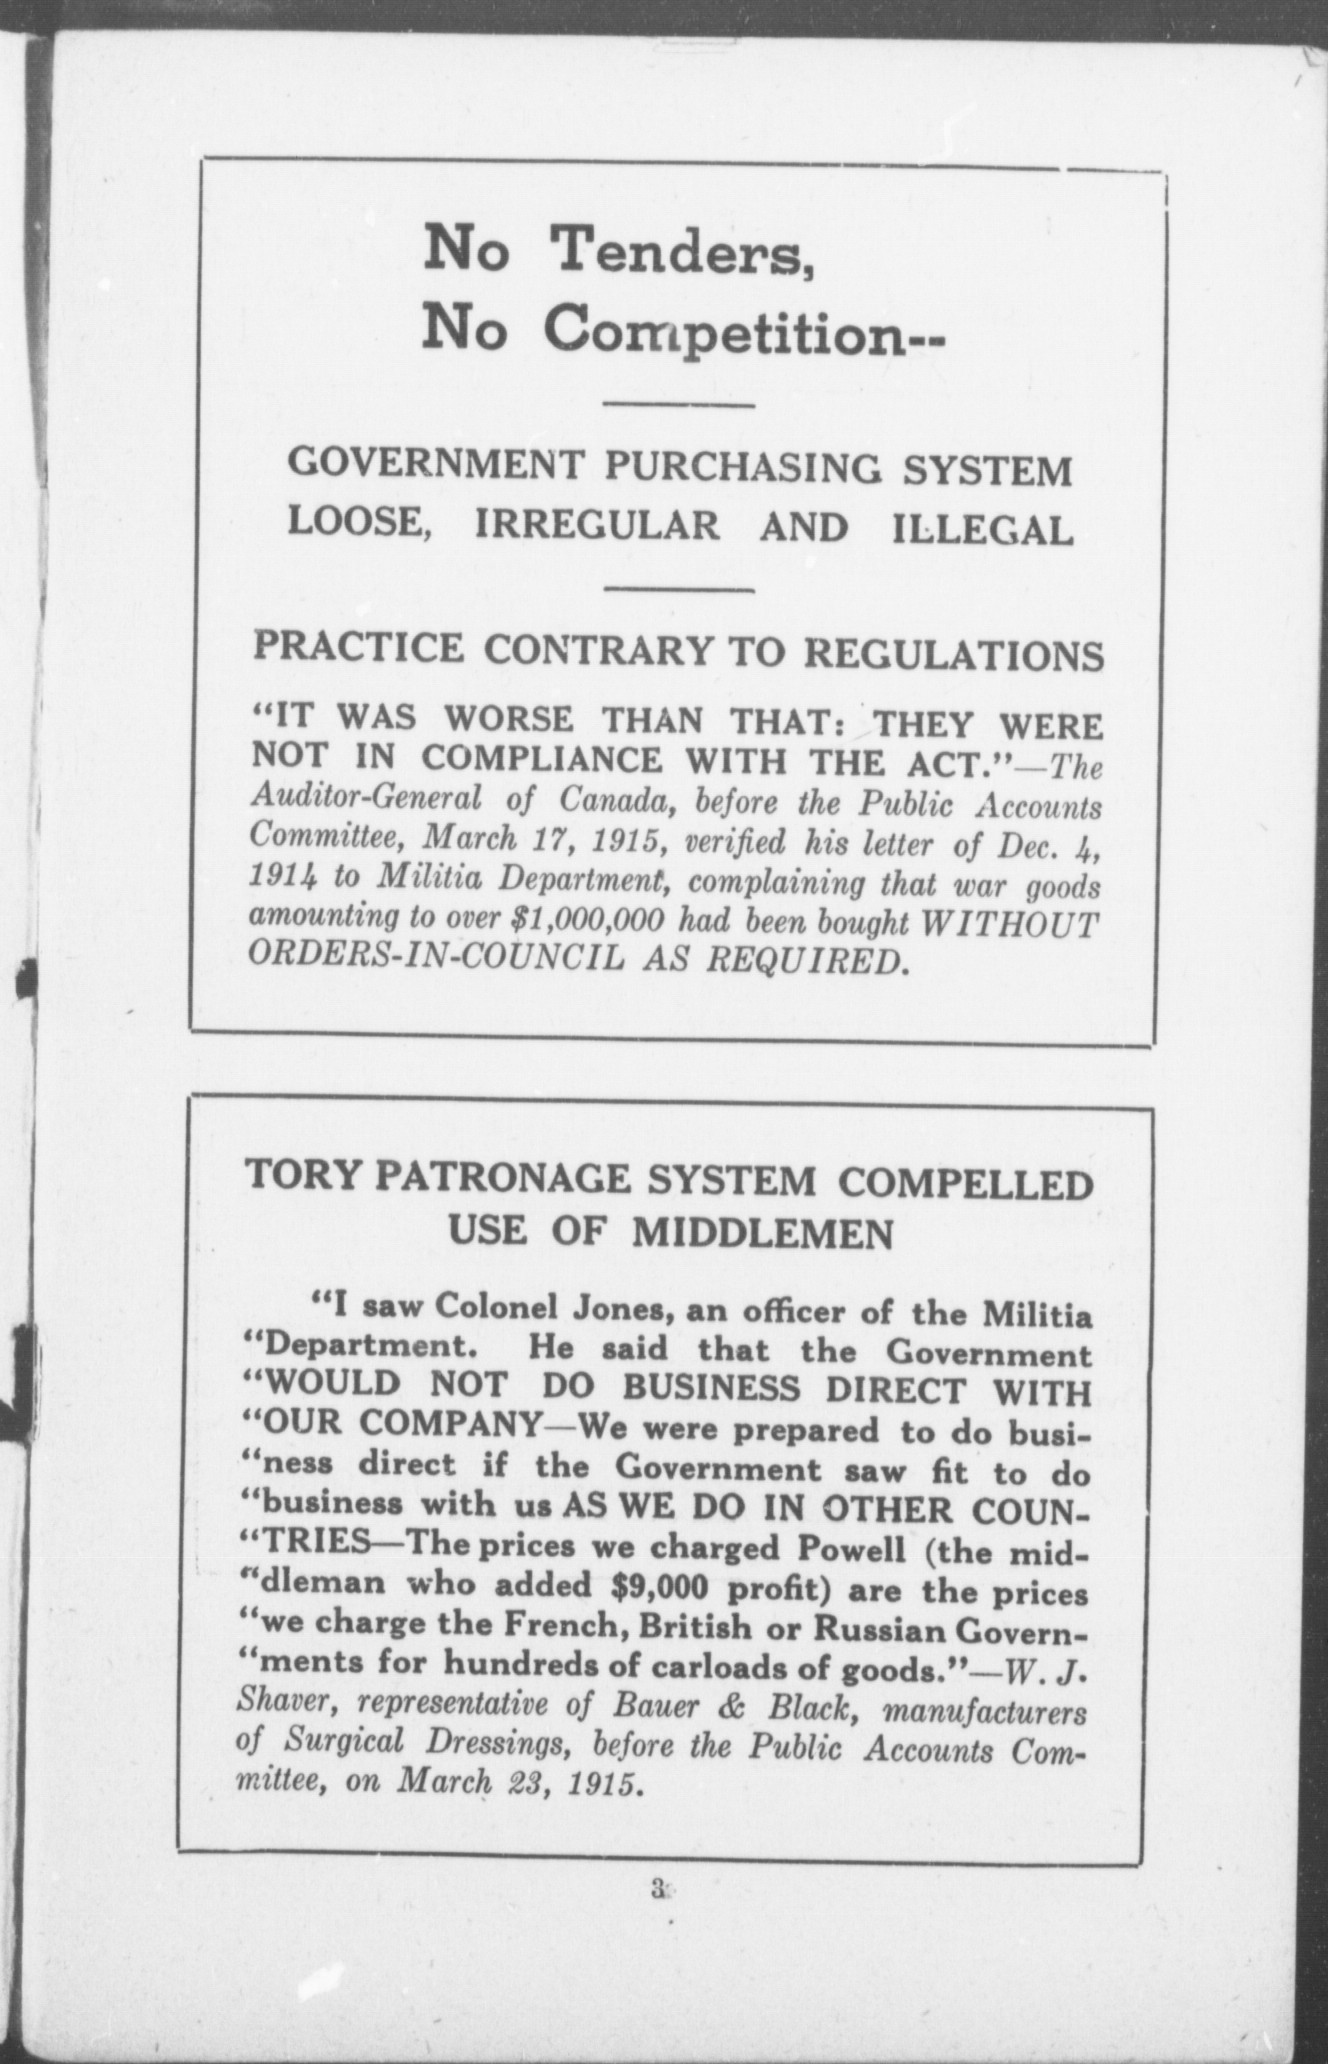 No Tenders,
No Competition--
GOVERNMENT PURCHASING SYSTEM
LOOSE, IRREGULAR AND ILLEGAL
PRACTICE CONTRARY TO REGULATIONS
“IT WAS WORSE THAN THAT: THEY WERE
NOT IN COMPLIANCE WITH THE ACT.”—The
Auditor-General of Canada, before the Public Accounts
Committee, March 17, 1915, verified his letter of Dec. 4,
1914 to Militia Department, complaining that war goods
amounting to over $1,000,000 had been bought WITHOUT
ORDERS-IN-COUNCIL AS REQUIRED.
TORY PATRONAGE SYSTEM COMPELLED
USE OF MIDDLEMEN
“I saw Colonel Jones, an officer of the Militia
“Department. He said that the Government
“WOULD NOT DO BUSINESS DIRECT WITH
“OUR COMPANY—We were prepared to do busi-
“ness direct if the Government saw fit to do
“business with us AS WE DO IN OTHER COUN-
“TRIES—The prices we charged Powell (the mid-
“dleman who added $9,000 profit) are the prices
“we charge the French, British or Russian Govern-
“ments for hundreds of carloads of goods.”—W. J.
Shaver, representative of Bauer & Black, manufacturers
of Surgical Dressings, before the Public Accounts Com-
mittee, on March 23, 1915.
3